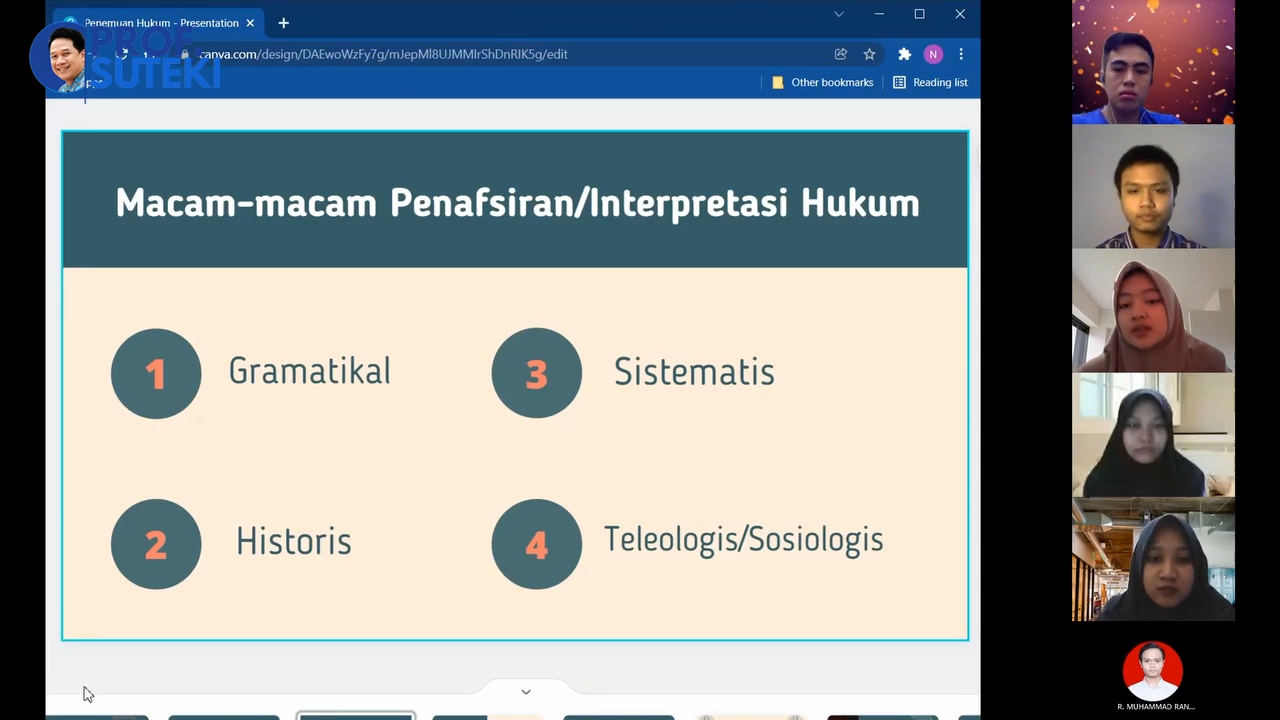 Penemuan Hukum - Presentation
PROF
SUTEKI
canva.com/design/DAEwoWzFy7g/mJepMl8UJMMIrShDnRIK5g/edit
N
Other bookmarks
Reading list
Macam-macam Penafsiran/Interpretasi Hukum
1 Gramatikal
3 Sistematis
2 Historis
4 Teleologis/Sosiologis
R. MUHAMMAD RAN...